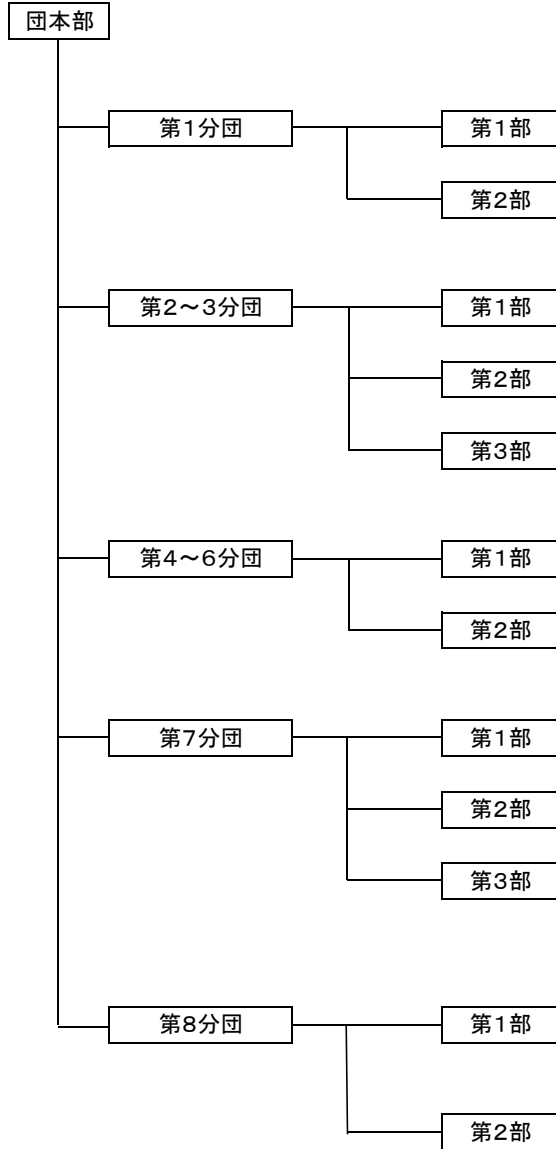 団本部
第1分団
第1部
第2部
第2～3分団
第1部
第2部
第3部
第4～6分団
第1部
第2部
第7分団
第1部
第2部
第3部
第8分団
第1部
第2部